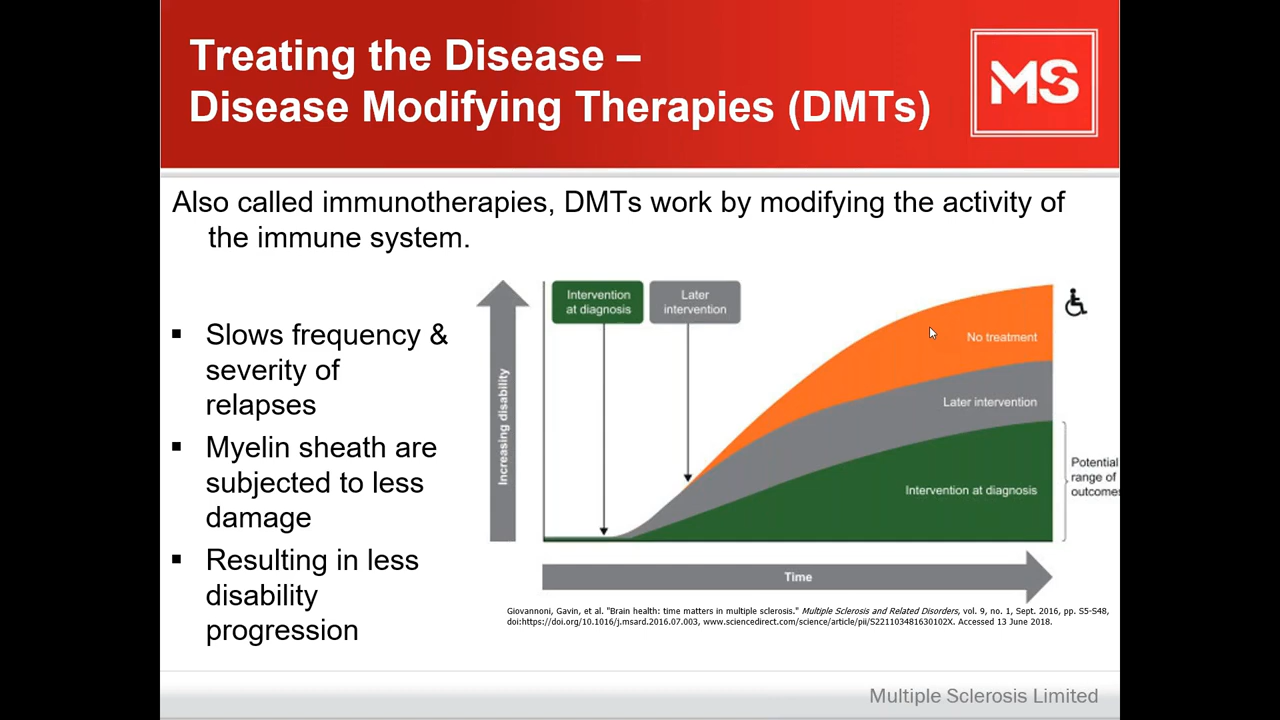 Treating the Disease –
Disease Modifying Therapies (DMTs)
MS
Also called immunotherapies, DMTs work by modifying the activity of
the immune system.
▪ Slows frequency &
severity of
relapses
▪ Myelin sheath are
subjected to less
damage
▪ Resulting in less
disability
progression
Intervention
at diagnosis
Later
intervention
Increasing disability
No treatment
Later intervention
Intervention at diagnosis
Potential
range of
outcomes
Time
Giovannoni, Gavin, et al. "Brain health: time matters in multiple sclerosis." Multiple Sclerosis and Related Disorders, vol. 9, no. 1, Sept. 2016, pp. S5-S48,
doi:https://doi.org/10.1016/j.msard.2016.07.003, www.sciencedirect.com/science/article/pii/S221103481630102X. Accessed 13 June 2018.
Multiple Sclerosis Limited